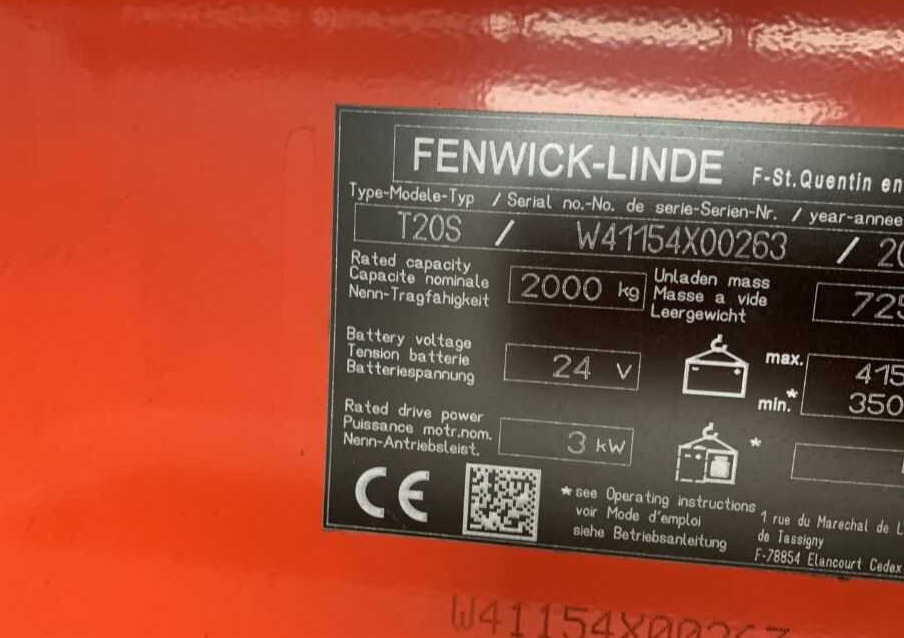 FENWICK-LINDE F-St.Quentin en
Type-Modele-Typ / Serial no.-No. de serie-Serien-Nr. / year-annee
T20S / W41154X00263 / 20
Rated capacity
Capacite nominale
Nenn-Tragfahigkeit
2000 kg
Unladen mass
Masse a vide
Leergewicht
725
Battery voltage
Tension batterie
Batteriespannung
24 V
max. 415
min.* 350
Rated drive power
Puissance motr.nom.
Nenn-Antriebsleist.
3 kW
*
CE
* see Operating instructions
voir Mode d'emploi
siehe Betriebsanleitung
1 rue du Marechal de L
de Tassigny
F-78854 Elancourt Cedex